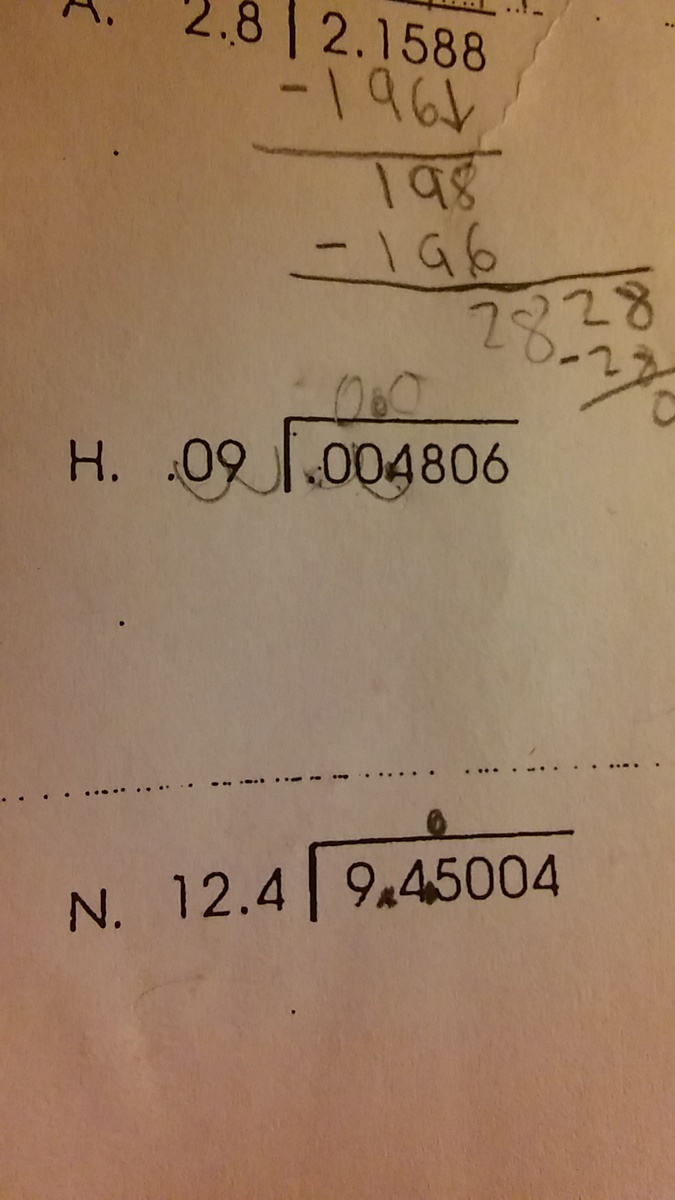 A. 2.8 2.1588
- 196↓
198
- 196
28 28
- 28
0
0.0
H. .09 .004806
N. 12.4 9.45004